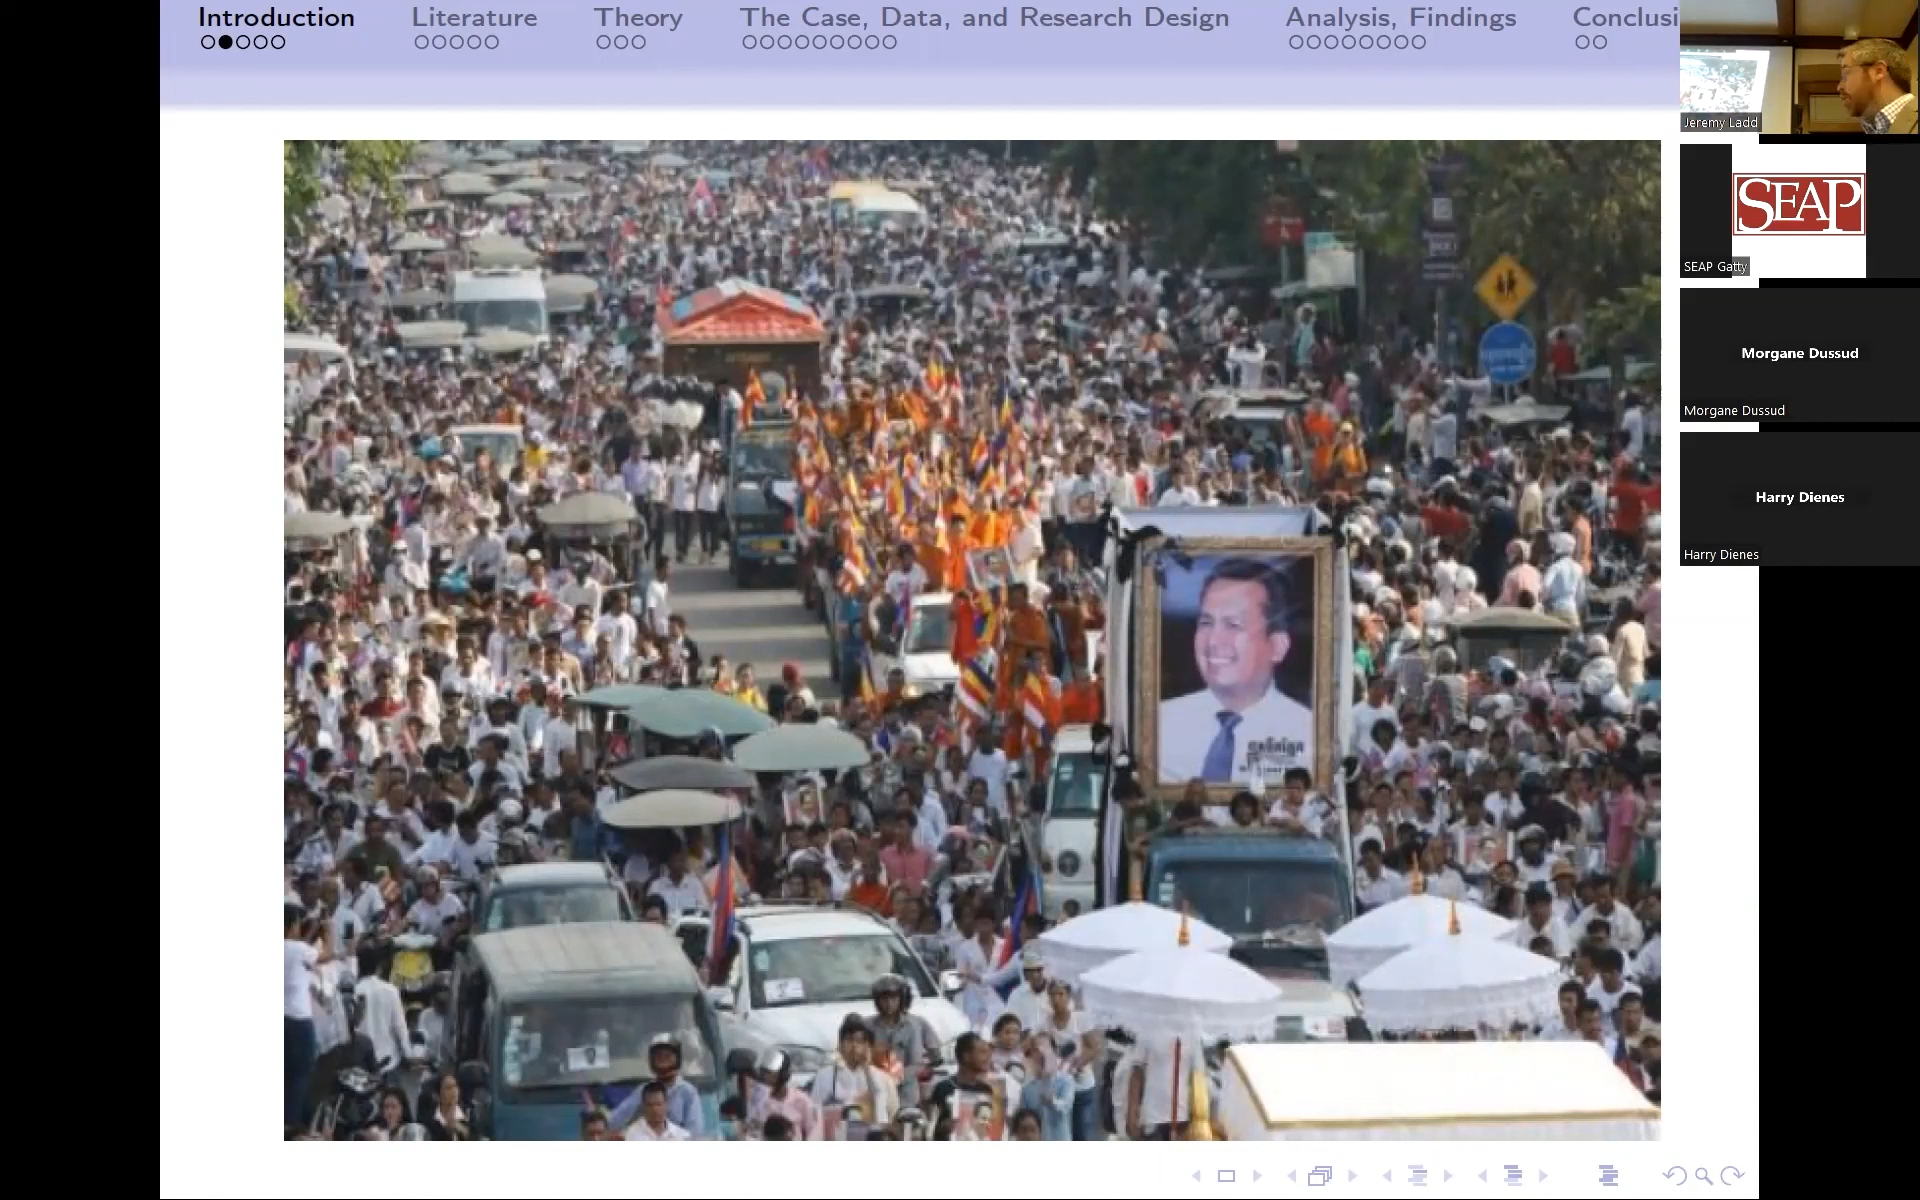 Introduction
Literature
Theory
The Case, Data, and Research Design
Analysis, Findings
Conclusi
Jeremy Ladd
SEAP
SEAP Gatty
Morgane Dussud
Morgane Dussud
Harry Dienes
Harry Dienes